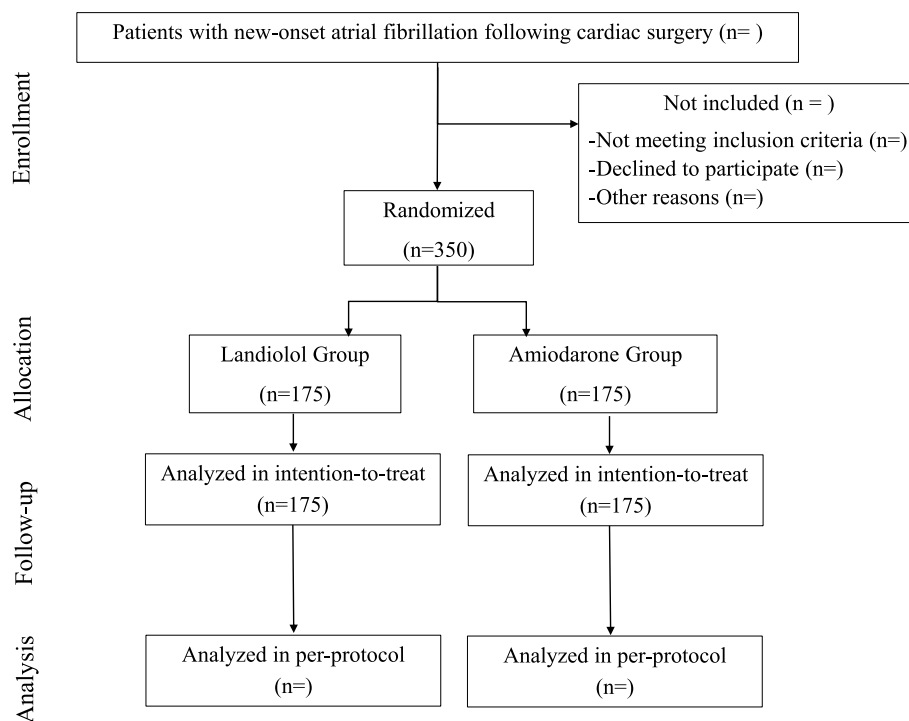 Patients with new-onset atrial fibrillation following cardiac surgery (n= )
Enrollment
Not included (n = )
-Not meeting inclusion criteria (n=)
-Declined to participate (n=)
-Other reasons (n=)
Randomized
(n=350)
Allocation
Landiolol Group
(n=175)
Amiodarone Group
(n=175)
Follow-up
Analyzed in intention-to-treat
(n=175)
Analyzed in intention-to-treat
(n=175)
Analysis
Analyzed in per-protocol
(n=)
Analyzed in per-protocol
(n=)